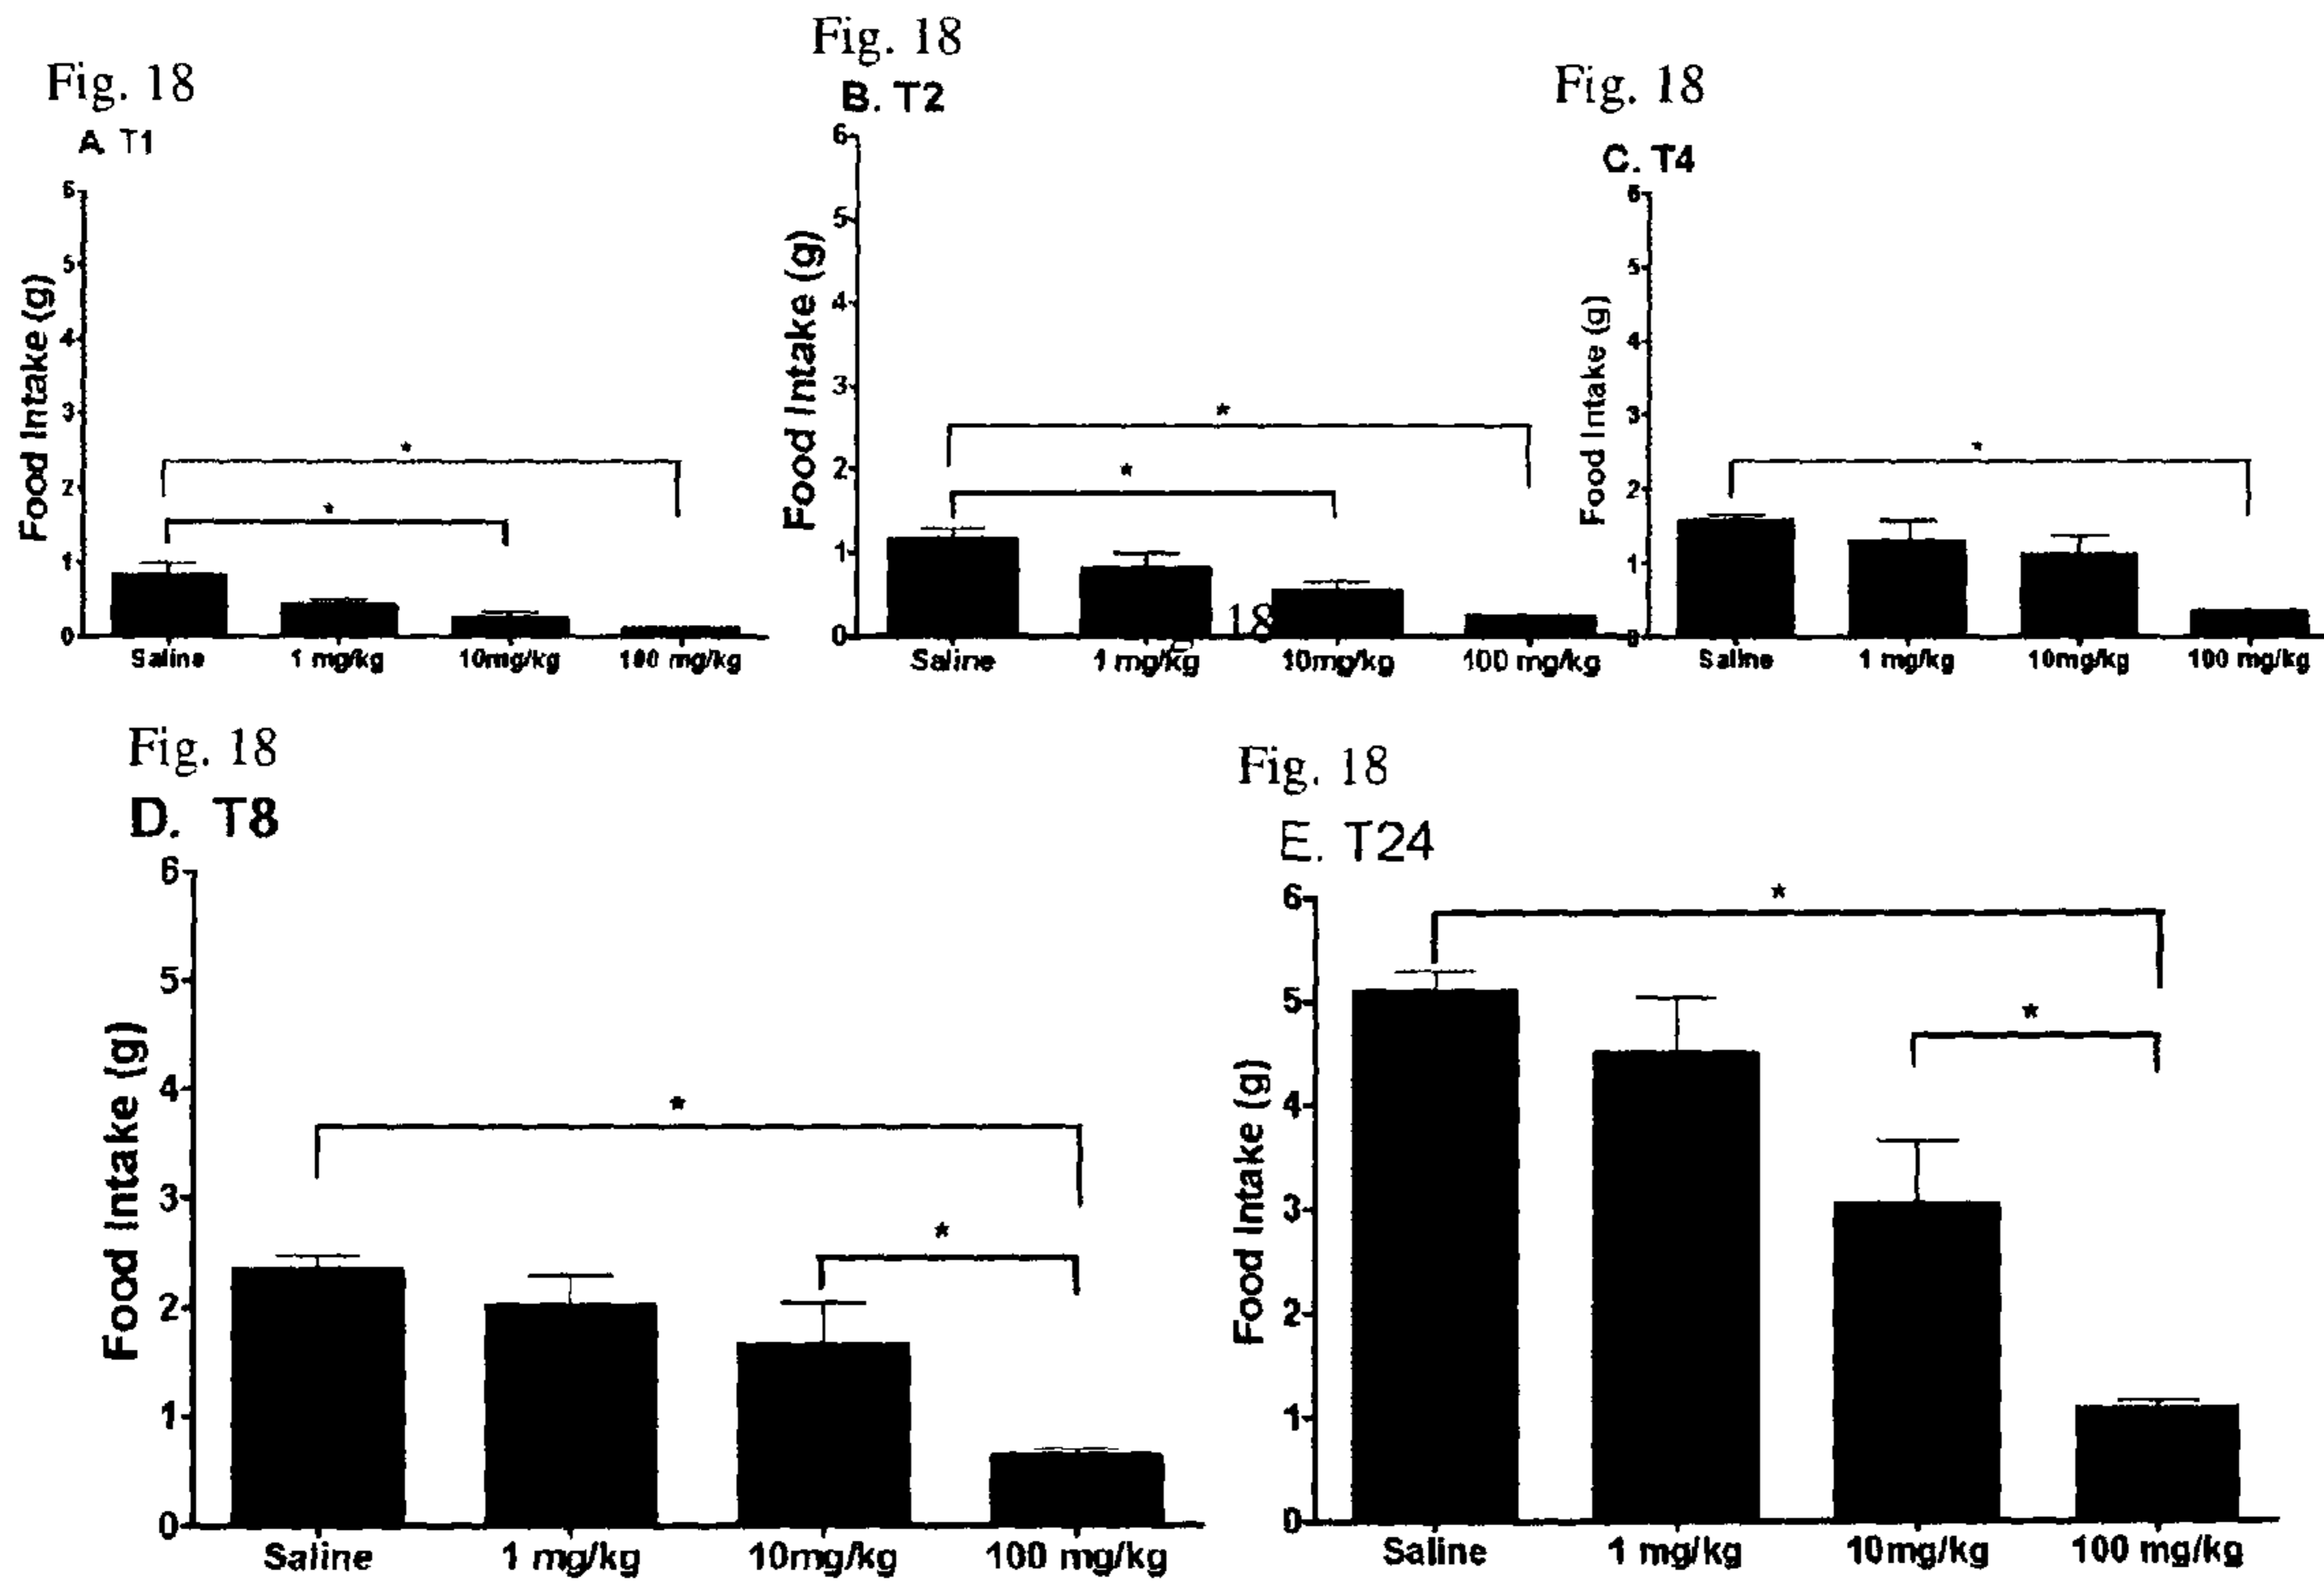 Fig. 18
A. T1
Food Intake (g)
6
5
4
3
2
1
0
*
*
Saline 1 mg/kg 10mg/kg 100 mg/kg
Fig. 18
B. T2
Food Intake (g)
6
5
4
3
2
1
0
*
*
18
Saline 1 mg/kg 10mg/kg 100 mg/kg
Fig. 18
C. T4
Food Intake (g)
6
5
4
3
2
1
0
*
Saline 1 mg/kg 10mg/kg 100 mg/kg
Fig. 18
D. T8
Food Intake (g)
6
5
4
3
2
1
0
*
*
Saline 1 mg/kg 10mg/kg 100 mg/kg
Fig. 18
E. T24
Food Intake (g)
6
5
4
3
2
1
0
*
*
Saline 1 mg/kg 10mg/kg 100 mg/kg